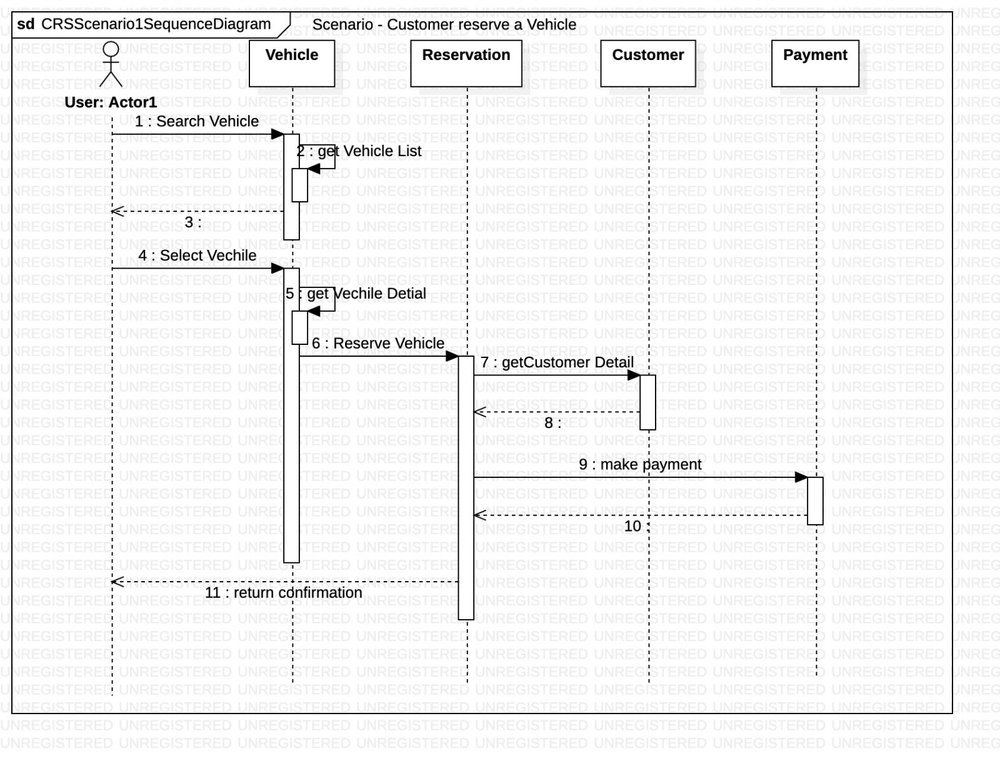 sd CRSScenario1SequenceDiagram
Scenario - Customer reserve a Vehicle
Vehicle
Reservation
Customer
Payment
User: Actor1
1 : Search Vehicle
2 : get Vehicle List
3 :
4 : Select Vechile
5 : get Vechile Detial
6 : Reserve Vehicle
7 : getCustomer Detail
8 :
9 : make payment
10 :
11 : return confirmation
UNREGISTERED